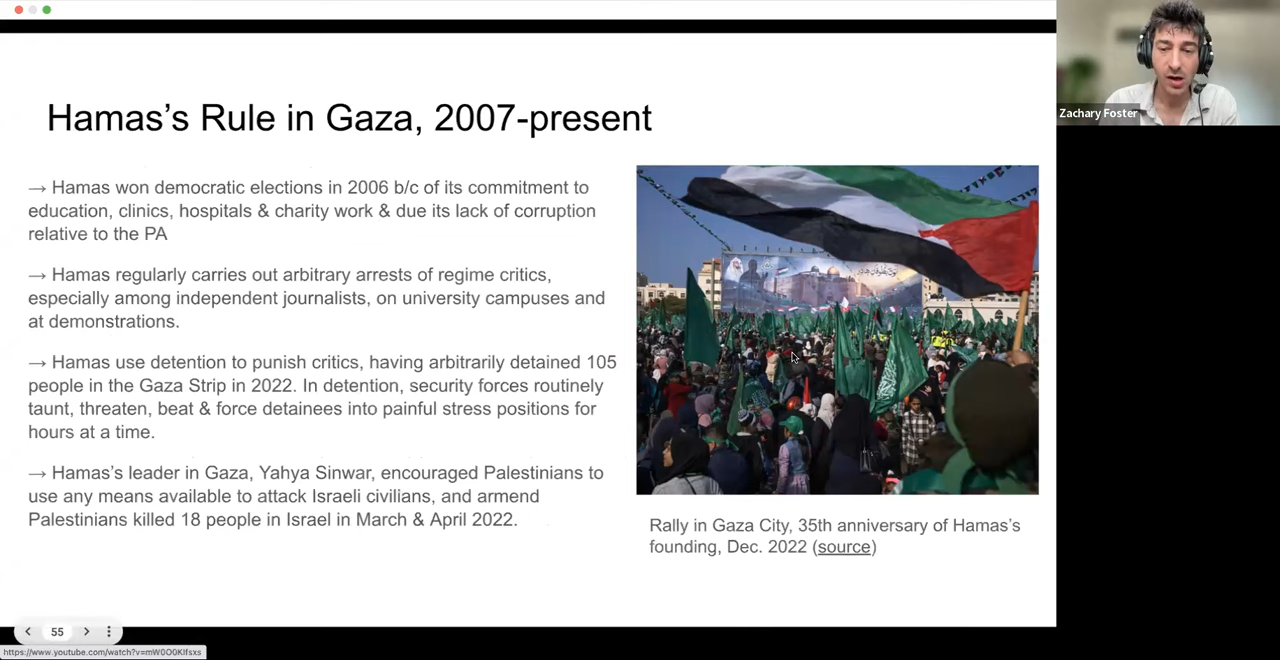 Hamas's Rule in Gaza, 2007-present
→ Hamas won democratic elections in 2006 b/c of its commitment to
education, clinics, hospitals & charity work & due its lack of corruption
relative to the PA
→ Hamas regularly carries out arbitrary arrests of regime critics,
especially among independent journalists, on university campuses and
at demonstrations.
→ Hamas use detention to punish critics, having arbitrarily detained 105
people in the Gaza Strip in 2022. In detention, security forces routinely
taunt, threaten, beat & force detainees into painful stress positions for
hours at a time.
→ Hamas's leader in Gaza, Yahya Sinwar, encouraged Palestinians to
use any means available to attack Israeli civilians, and armend
Palestinians killed 18 people in Israel in March & April 2022.
Rally in Gaza City, 35th anniversary of Hamas's
founding, Dec. 2022 (source)
Zachary Foster
55